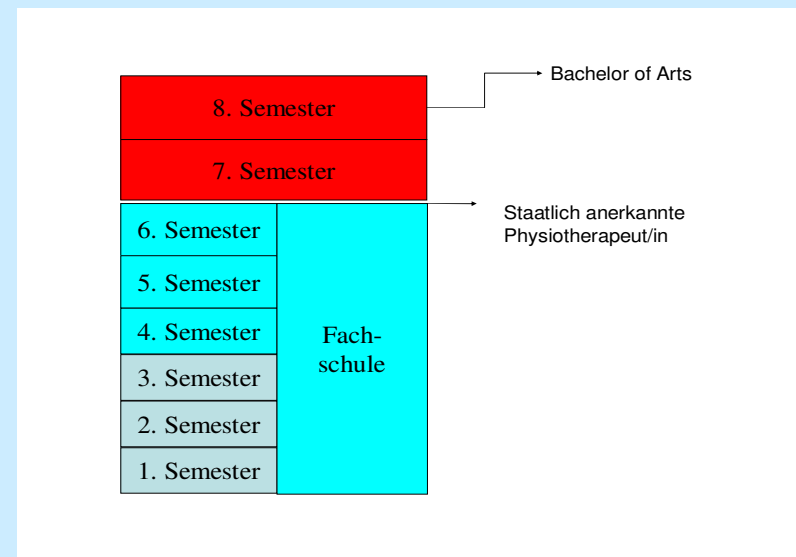 Bachelor of Arts
8. Semester
7. Semester
Staatlich anerkannte
Physiotherapeut/in
6. Semester
5. Semester
4. Semester
Fach-
schule
3. Semester
2. Semester
1. Semester